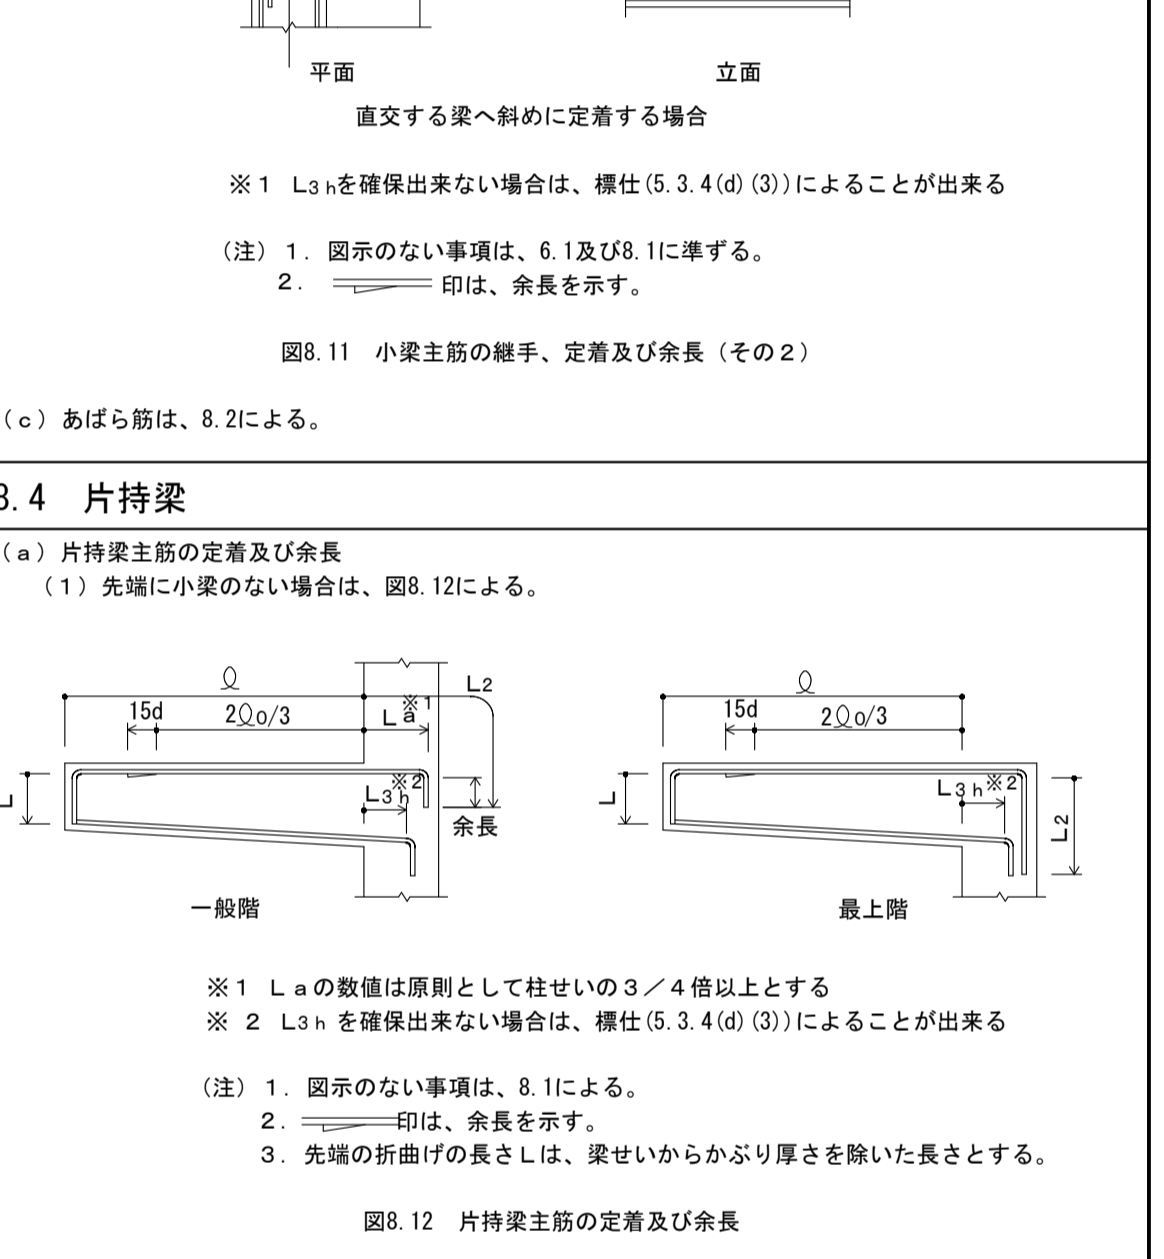 平面
立面
直交する梁へ斜めに定着する場合
※１ L3hを確保出来ない場合は、標仕(5.3.4(d)(3))によることが出来る
（注）１．図示のない事項は、6.1及び8.1に準ずる。
２． 印は、余長を示す。
図8.11 小梁主筋の継手、定着及び余長（その２）
（ｃ）あばら筋は、8.2による。
8.4 片持梁
（ａ）片持梁主筋の定着及び余長
（１）先端に小梁のない場合は、図8.12による。
ℓ
L2
15d
2ℓo/3
La※1
L
L3h※2
余長
一般階
ℓ
15d
2ℓo/3
L
L3h※2
L2
最上階
※１ Ｌａの数値は原則として柱せいの３／４倍以上とする
※ ２ L3h を確保出来ない場合は、標仕(5.3.4(d)(3))によることが出来る
（注）１．図示のない事項は、8.1による。
２． 印は、余長を示す。
３．先端の折曲げの長さＬは、梁せいからかぶり厚さを除いた長さとする。
図8.12 片持梁主筋の定着及び余長